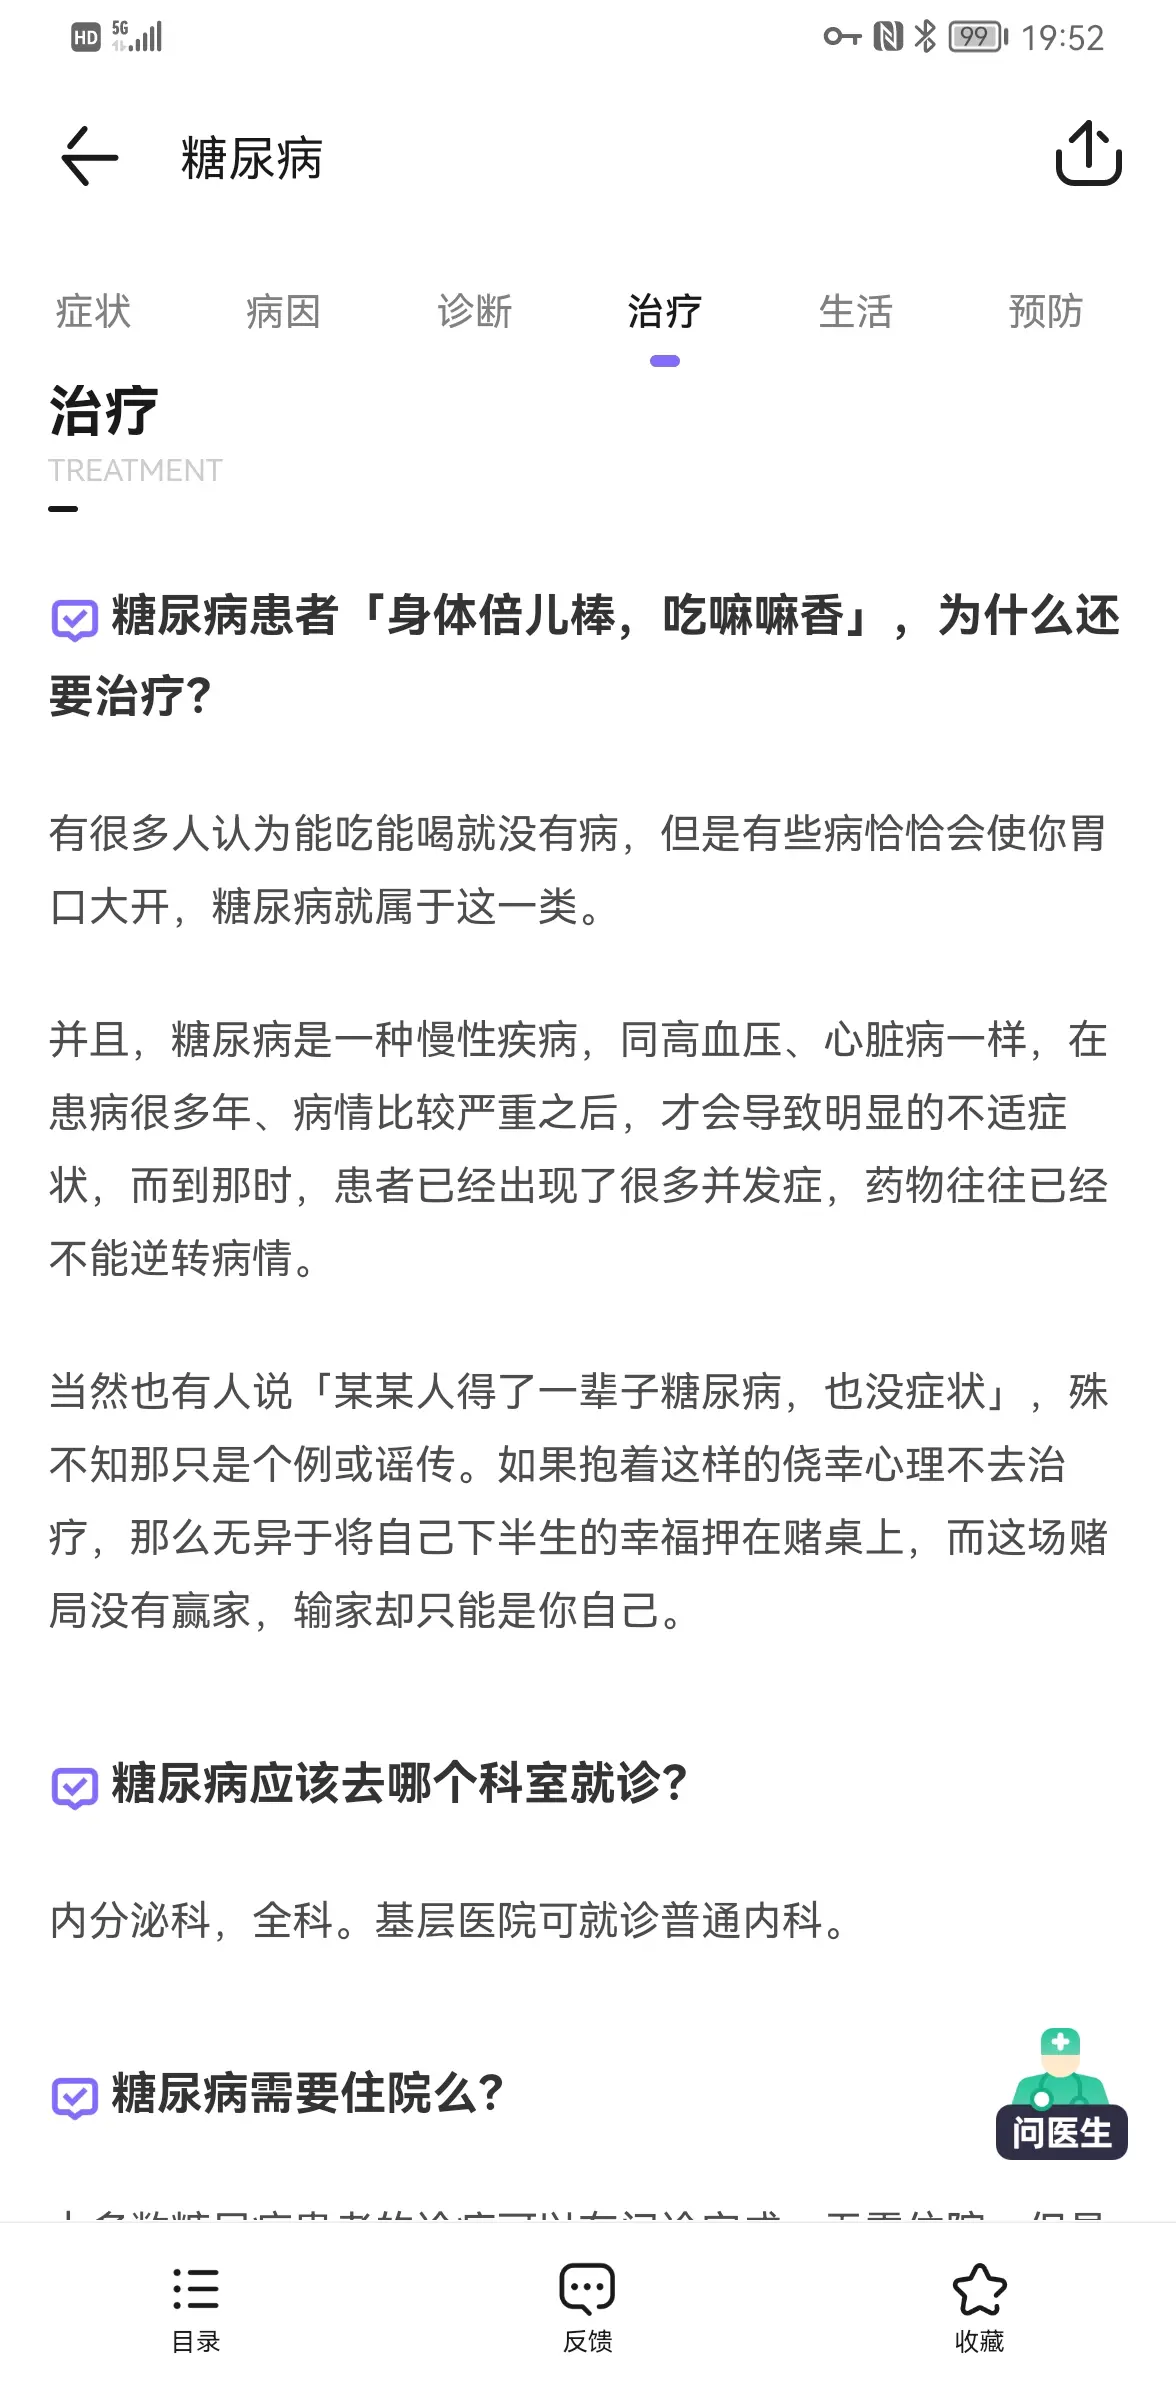 HD 5G 99 19:52
糖尿病
症状 病因 诊断 治疗 生活 预防
治疗
TREATMENT
糖尿病患者「身体倍儿棒，吃嘛嘛香」，为什么还
要治疗？
有很多人认为能吃能喝就没有病，但是有些病恰恰会使你胃
口大开，糖尿病就属于这一类。
并且，糖尿病是一种慢性疾病，同高血压、心脏病一样，在
患病很多年、病情比较严重之后，才会导致明显的不适症
状，而到那时，患者已经出现了很多并发症，药物往往已经
不能逆转病情。
当然也有人说「某某人得了一辈子糖尿病，也没症状」，殊
不知那只是个例或谣传。如果抱着这样的侥幸心理不去治
疗，那么无异于将自己下半生的幸福押在赌桌上，而这场赌
局没有赢家，输家却只能是你自己。
糖尿病应该去哪个科室就诊？
内分泌科，全科。基层医院可就诊普通内科。
糖尿病需要住院么？
问医生
目录 反馈 收藏